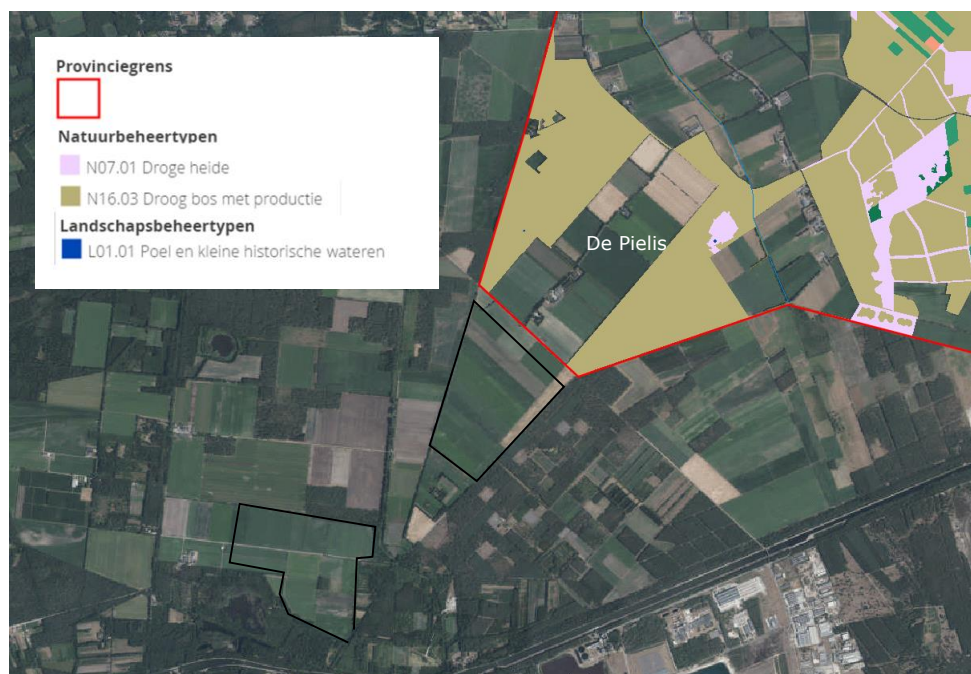 Provinciegrens
Natuurbeheertypen
N07.01 Droge heide
N16.03 Droog bos met productie
Landschapsbeheertypen
L01.01 Poel en kleine historische wateren
De Pielis